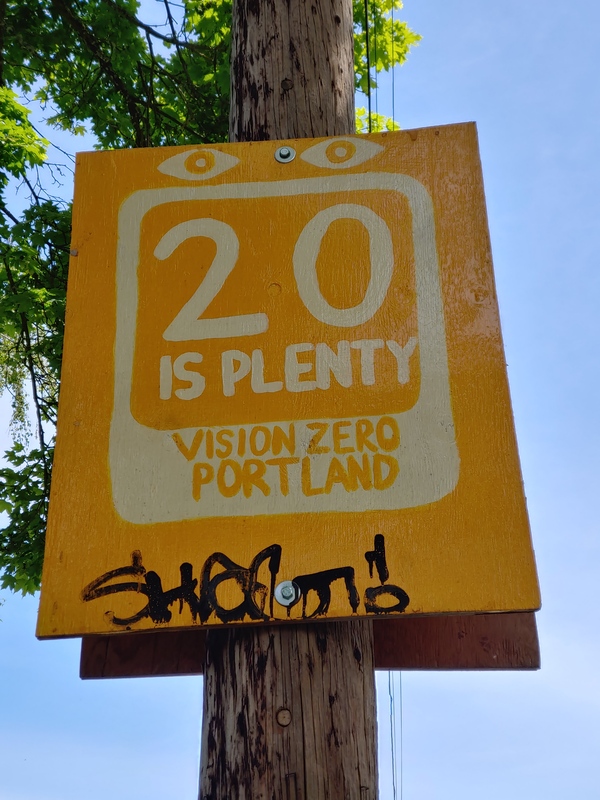 20
IS PLENTY
VISION ZERO
PORTLAND